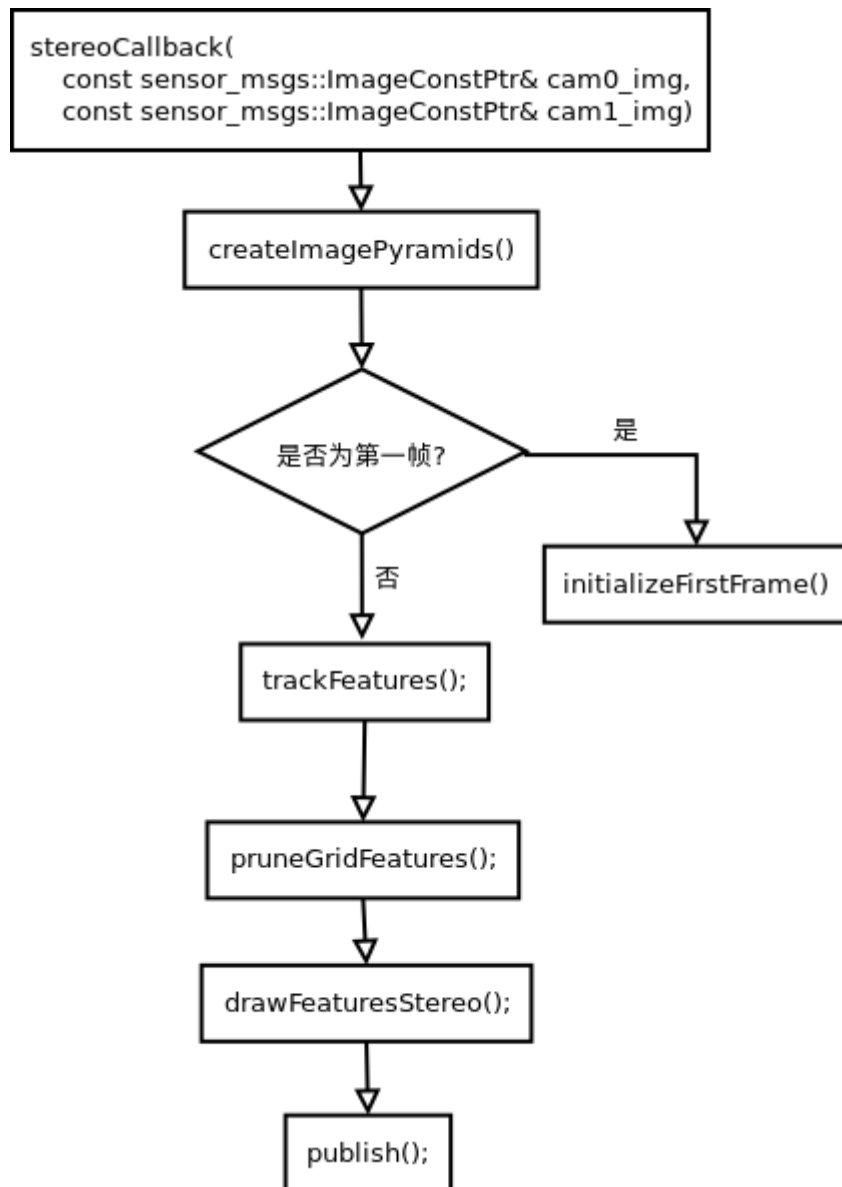 stereoCallback(
const sensor_msgs::ImageConstPtr& cam0_img,
const sensor_msgs::ImageConstPtr& cam1_img)
createImagePyramids()
是否为第一帧?
是
initializeFirstFrame()
否
trackFeatures();
pruneGridFeatures();
drawFeaturesStereo();
publish();